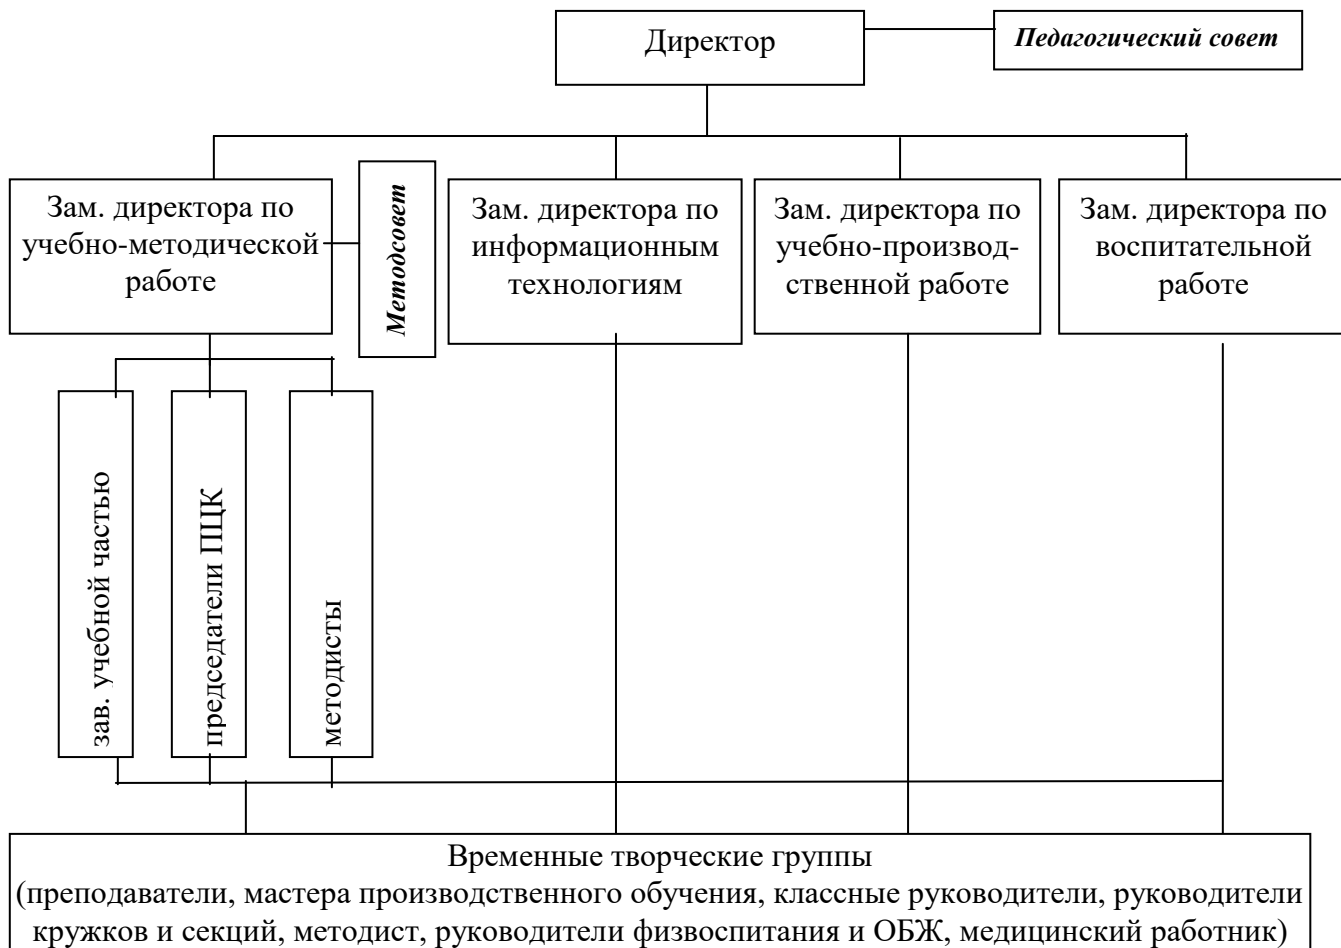 Директор
Педагогический совет
Зам. директора по
учебно-методической
работе
Методсовет
Зам. директора по
информационным
технологиям
Зам. директора по
учебно-производ-
ственной работе
Зам. директора по
воспитательной
работе
зав. учебной частью
председатели ПЦК
методисты
Временные творческие группы
(преподаватели, мастера производственного обучения, классные руководители, руководители
кружков и секций, методист, руководители физвоспитания и ОБЖ, медицинский работник)